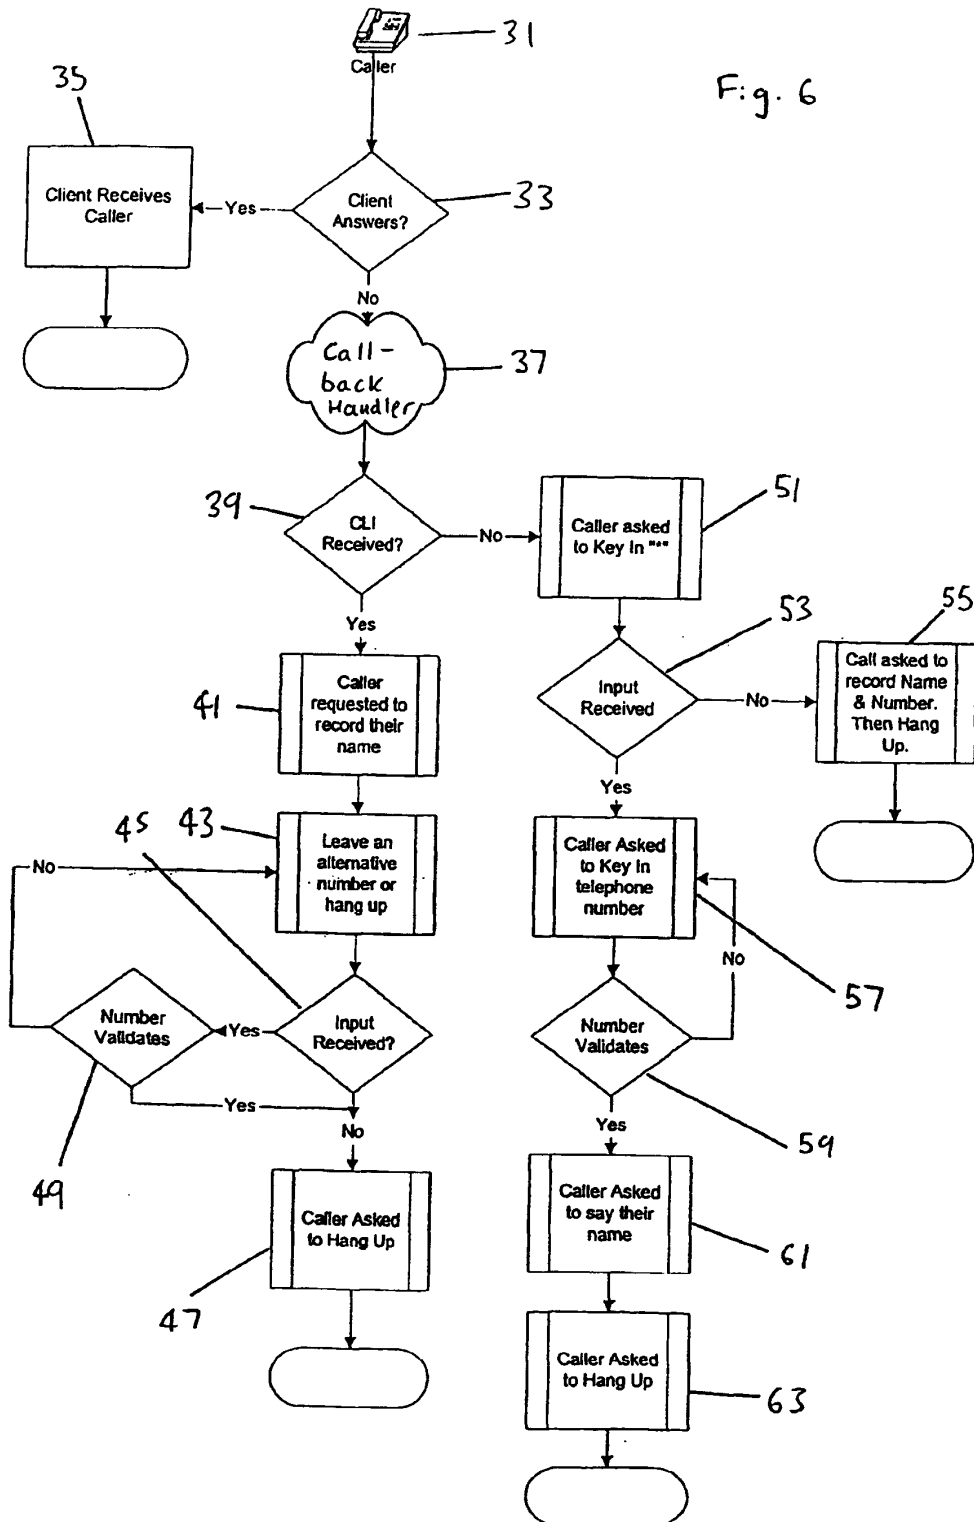 31
Caller
Fig. 6
35
Client Receives
Caller
Yes
Client
Answers?
33
No
Call-
back
Handler
37
39
CLI
Received?
No
Caller asked
to Key In "*"
51
Yes
53
55
41
Caller
requested to
record their
name
Input
Received
No
Call asked to
record Name
& Number.
Then Hang
Up.
Yes
45
43
Leave an
alternative
number or
hang up
No
Caller Asked
to Key In
telephone
number
No
57
Number
Validates
Yes
Input
Received?
Number
Validates
59
Yes
No
Yes
49
Caller Asked
to Hang Up
47
Caller Asked
to say their
name
61
Caller Asked
to Hang Up
63